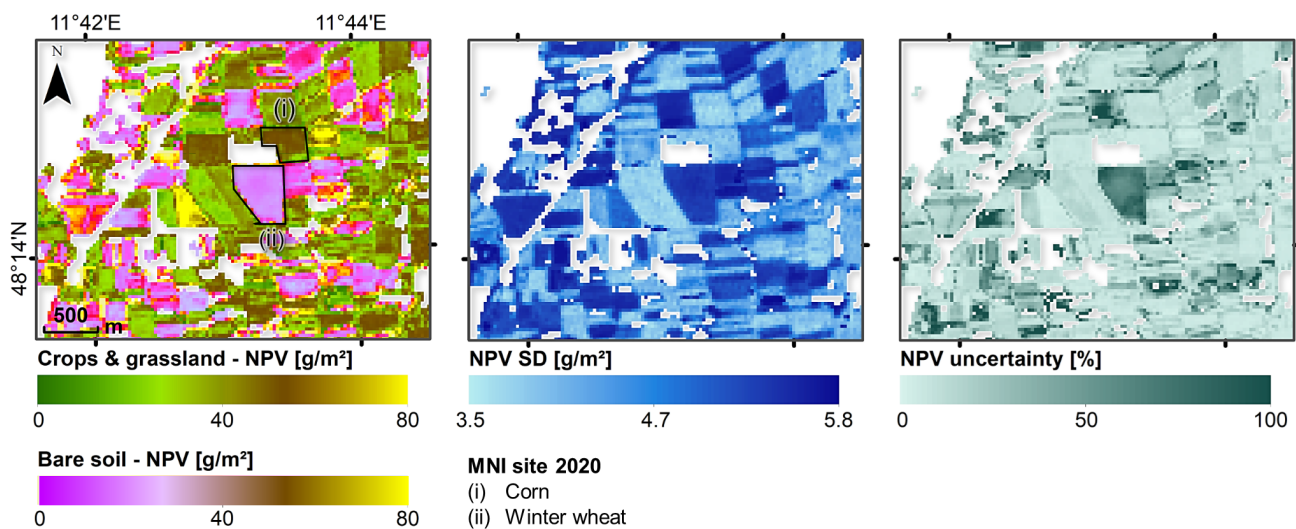 11°42'E 11°44'E
N
(i)
(ii)
48°14'N
500 m
Crops & grassland - NPV [g/m²]
0 40 80
Bare soil - NPV [g/m²]
0 40 80
NPV SD [g/m²]
3.5 4.7 5.8
MNI site 2020
(i) Corn
(ii) Winter wheat
NPV uncertainty [%]
0 50 100